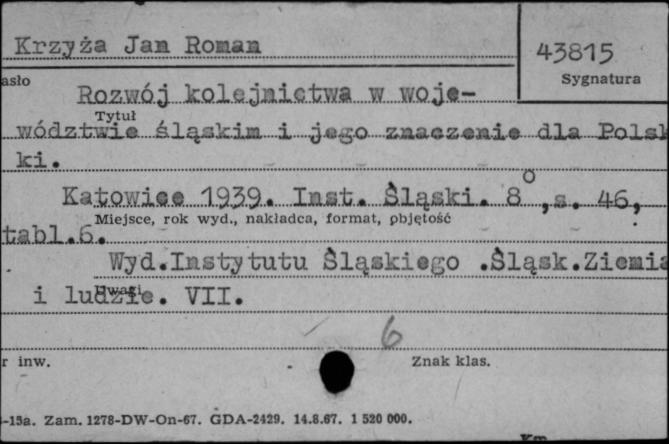 Krzyża Jan Roman
43815
asło
Sygnatura
Rozwój kolejnictwa w woje-
Tytuł
wództwie śląskim i jego znaczenie dla Polsk
ki.
Katowice 1939. Inst. Śląski. 8°, s. 46,
Miejsce, rok wyd., nakładca, format, objętość
tabl.6.
Wyd.Instytutu Śląskiego .Śląsk.Ziemia
Uwagi
i ludzie. VII.
6
r inw.
Znak klas.
-15a. Zam. 1278-DW-On-67. GDA-2429. 14.8.67. 1 520 000.